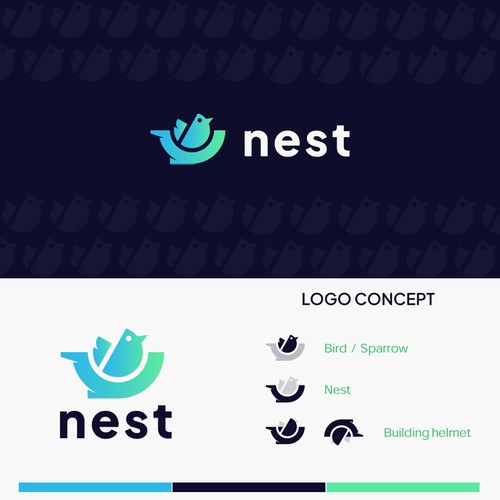 nest
LOGO CONCEPT
Bird / Sparrow
Nest
Building helmet
nest